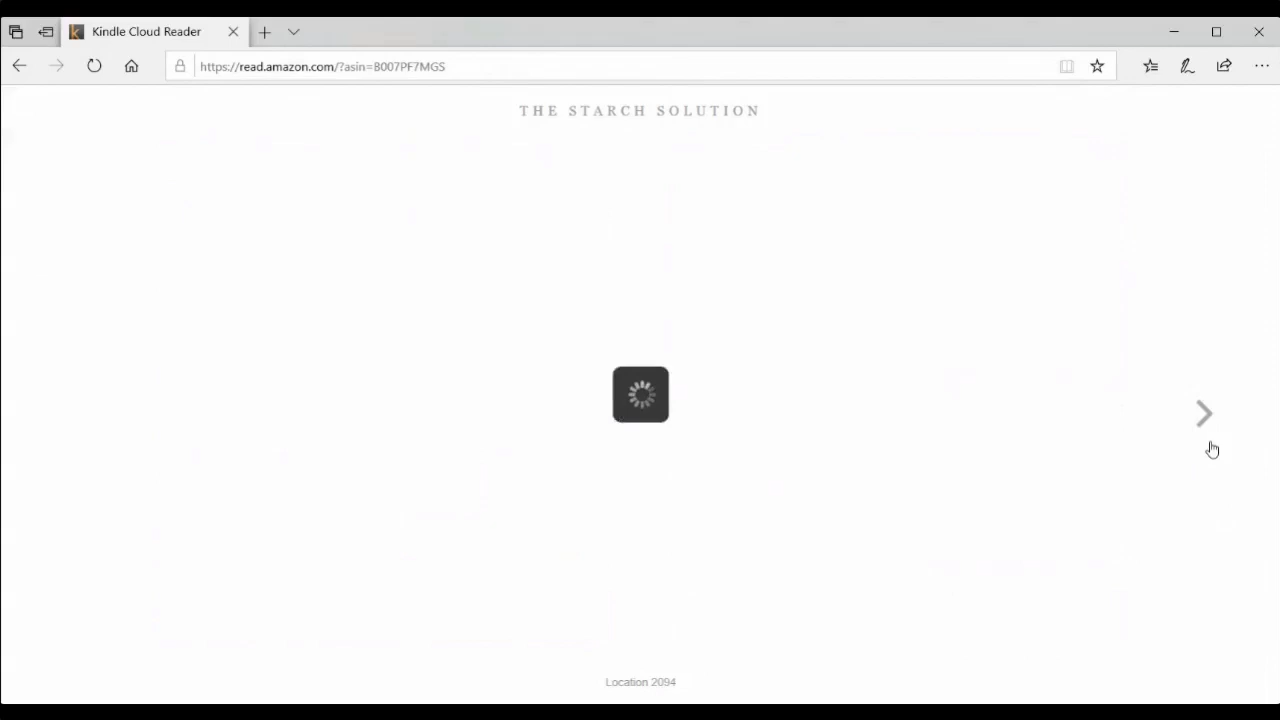 Kindle Cloud Reader
https://read.amazon.com/?asin=B007PF7MGS
THE STARCH SOLUTION
Location 2094